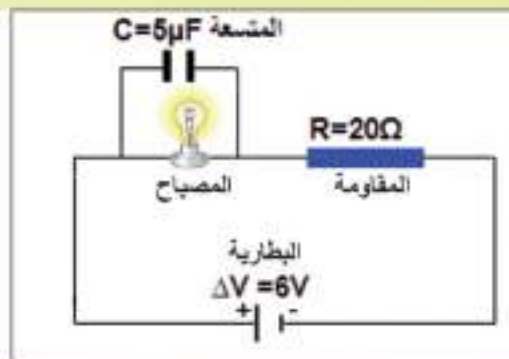 C=5μF المتسعة
R=20Ω
المصباح
المقاومة
البطارية
ΔV =6V
+ -